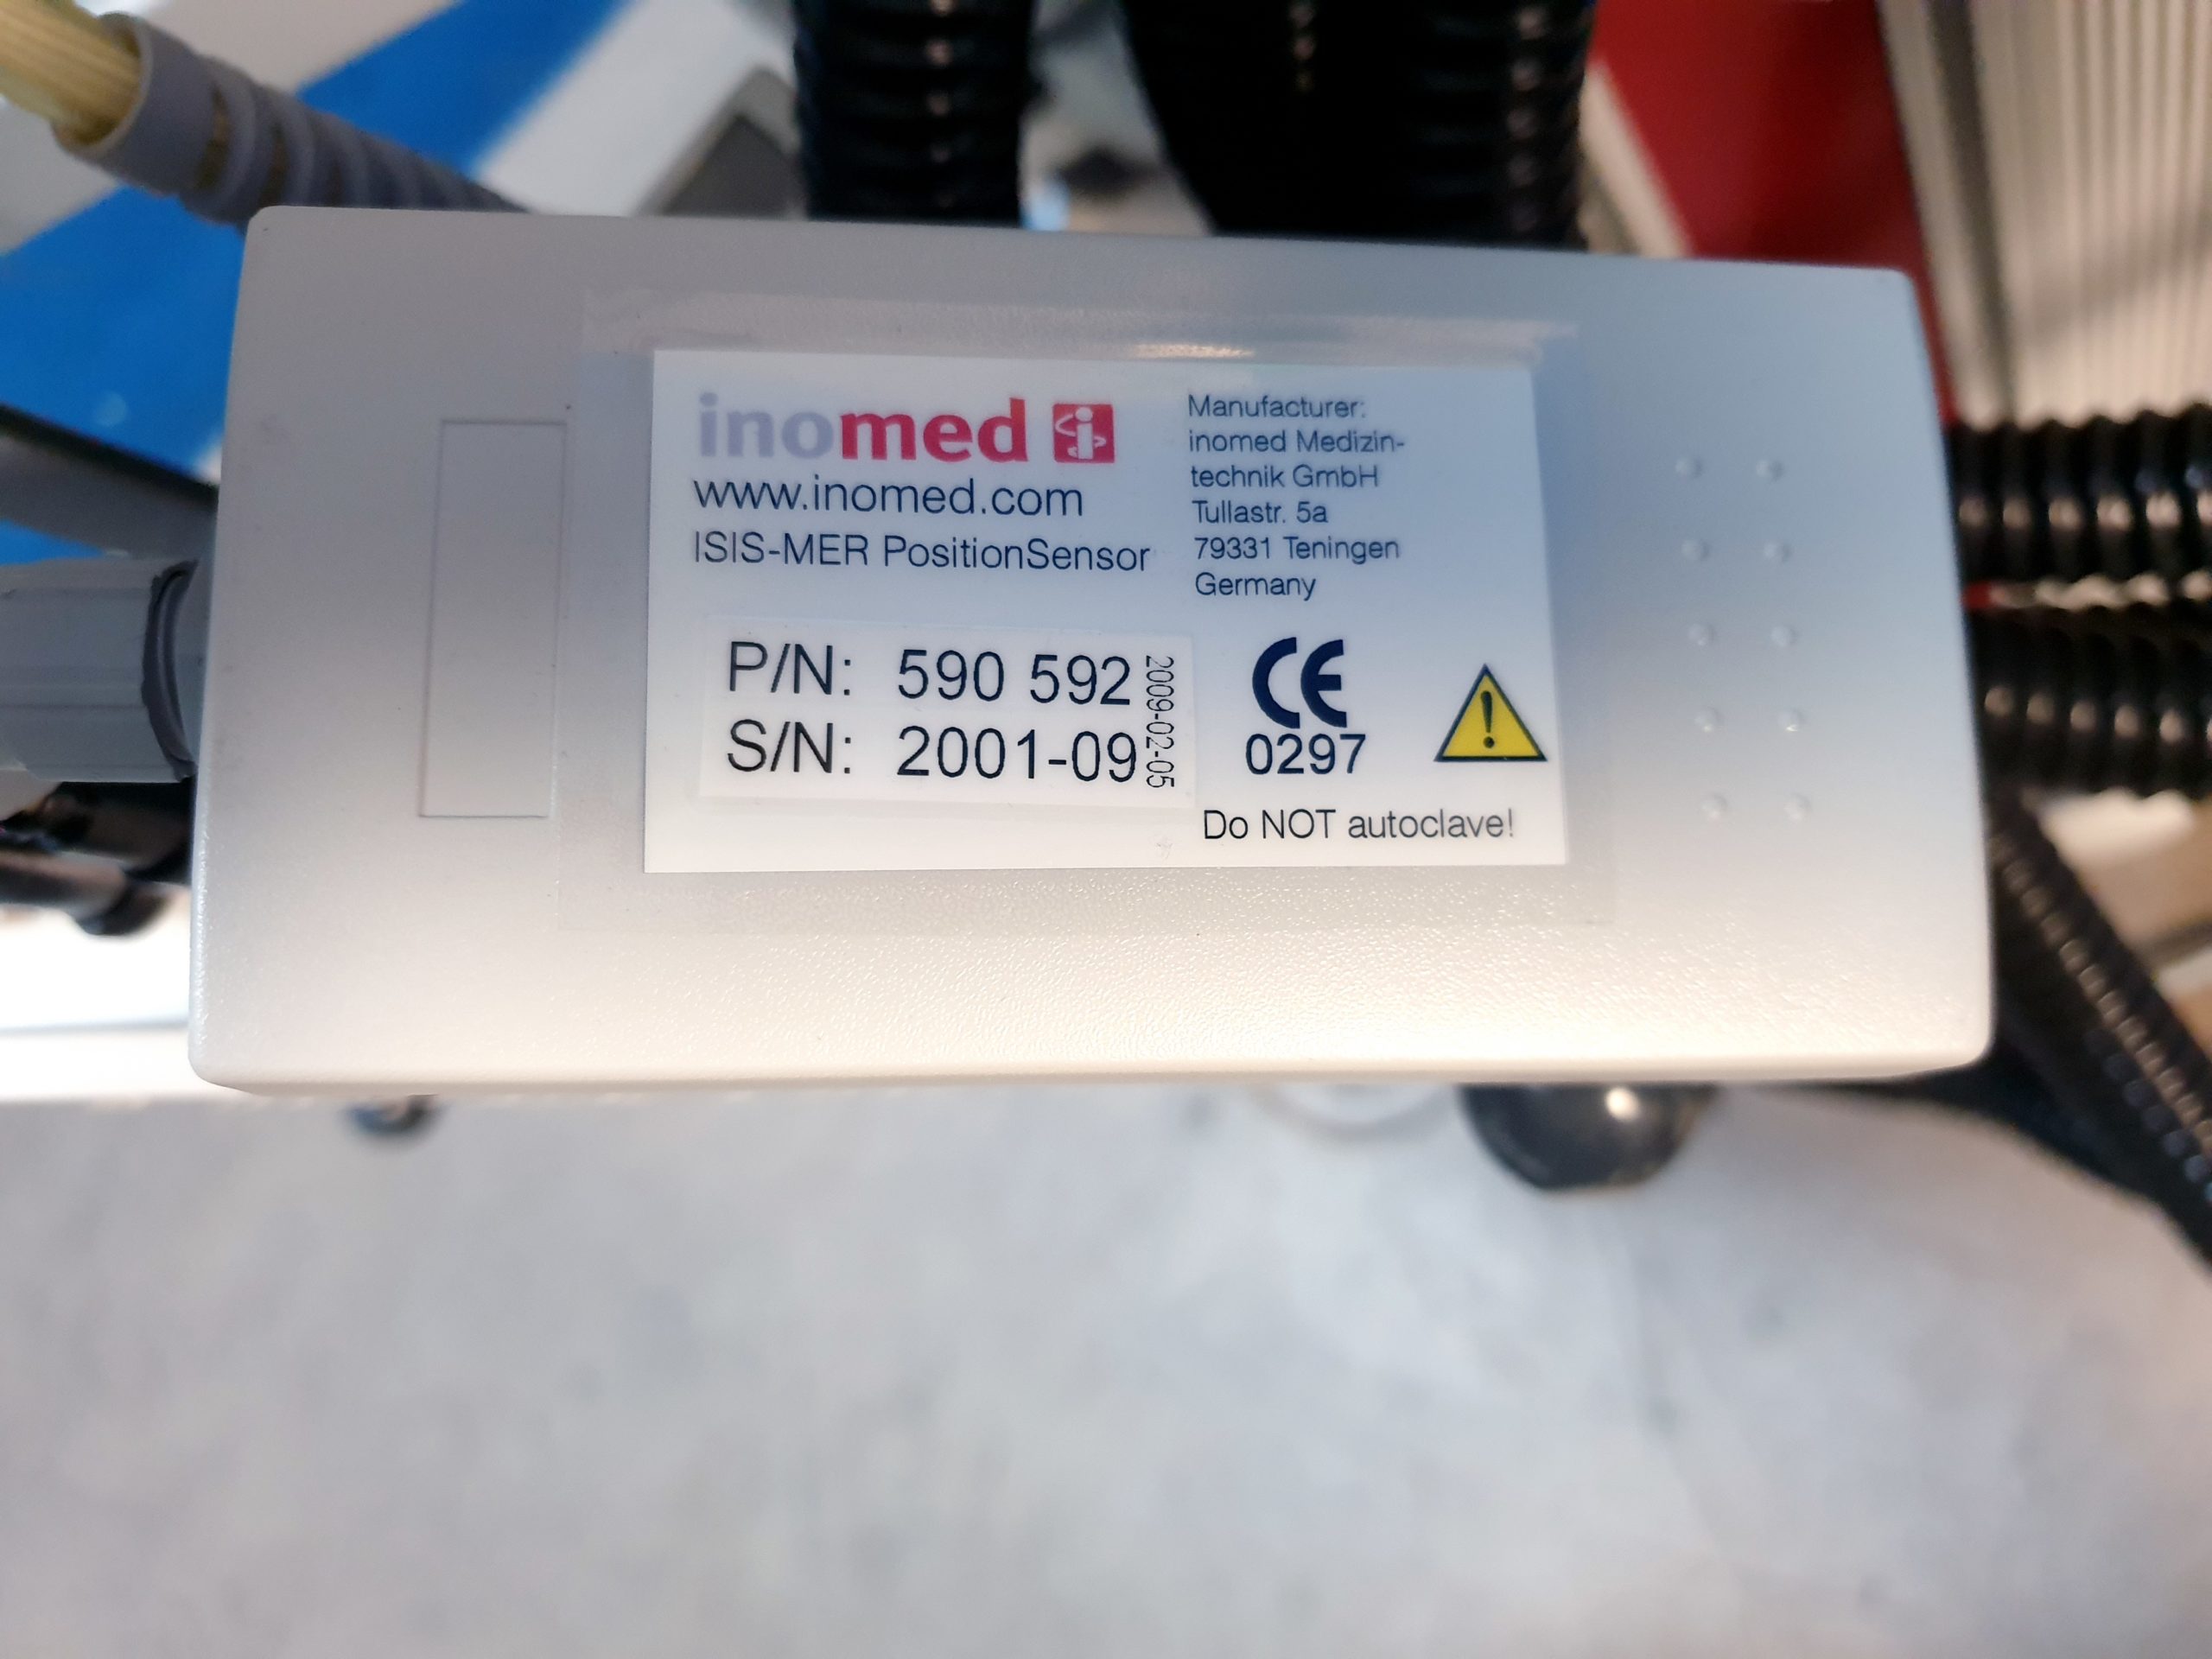 inomed
www.inomed.com
ISIS-MER PositionSensor
Manufacturer:
inomed Medizin-
technik GmbH
Tullastr. 5a
79331 Teningen
Germany
P/N: 590 592
S/N: 2001-09
2009-02-05
CE
0297
Do NOT autoclave!